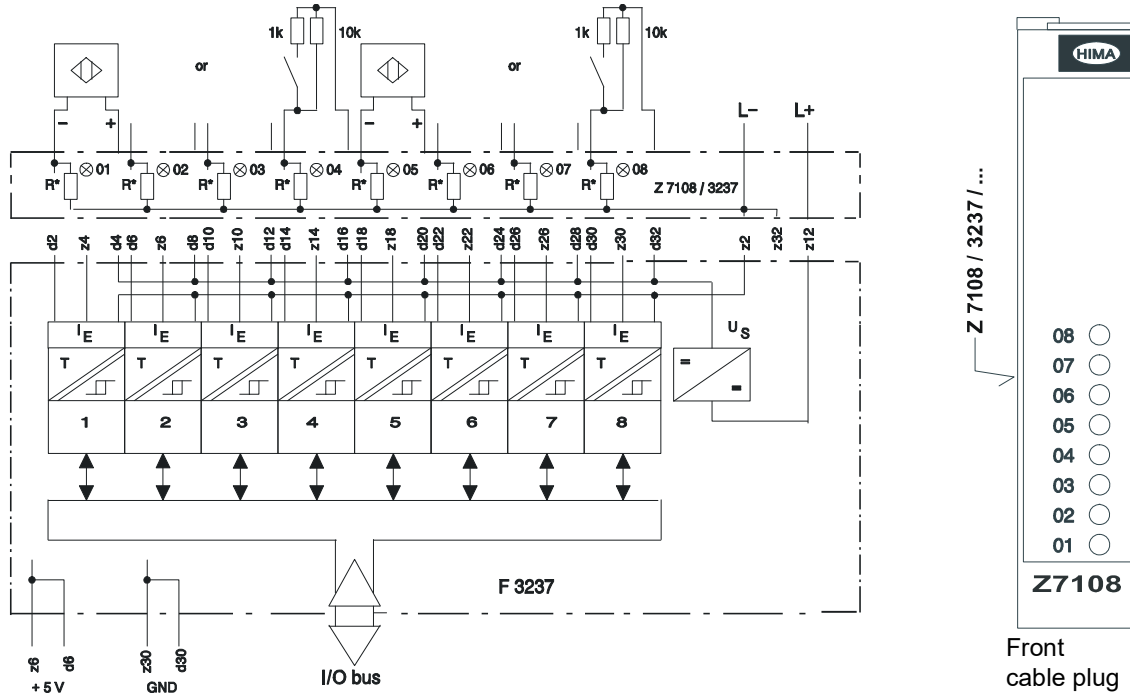 1k 10k 1k 10k
HIMA
or or
L- L+
- + - +
R* 01 R* 02 R* 03 R* 04 R* 05 R* 06 R* 07 R* 08 Z 7108 / 3237
d2 z4 d4 d6 z6 d8 d10 z10 d12 d14 z14 d16 d18 z18 d20 d22 z22 d24 d26 z26 d28 d30 z30 d32 z2 z32 z12
Z 7108 / 3237 / ...
IE IE IE IE IE IE IE IE US
T T T T T T T T = =
1 2 3 4 5 6 7 8
08
07
06
05
04
03
02
01
F 3237
Z7108
z6 d6 z30 d30
+ 5 V GND I/O bus
Front
cable plug